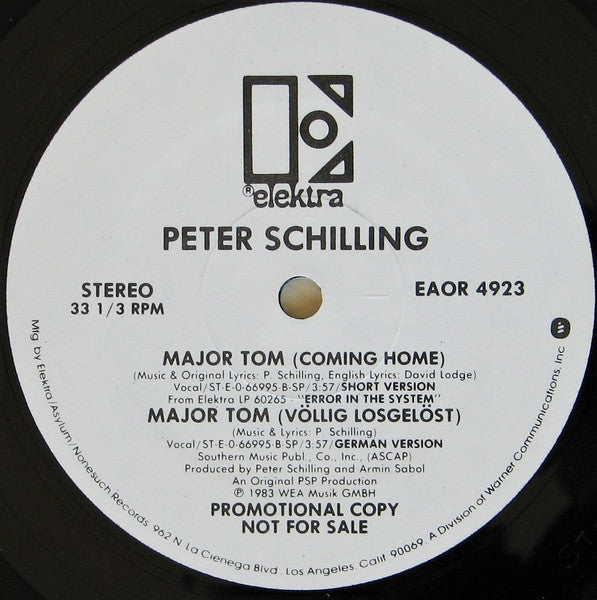 ® elektra
PETER SCHILLING
STEREO
33 1/3 RPM
EAOR 4923
MAJOR TOM (COMING HOME)
(Music & Original Lyrics: P. Schilling, English Lyrics: David Lodge)
Vocal/ST-E-0-66995-B-SP/3:57/SHORT VERSION
From Elektra LP 60265 - "ERROR IN THE SYSTEM"
MAJOR TOM (VÖLLIG LOSGELÖST)
(Music & Lyrics: P. Schilling)
Vocal/ST-E-0-66995-B-SP/3:57/GERMAN VERSION
Southern Music Publ., Co., Inc., (ASCAP)
Produced by Peter Schilling and Armin Sabol
An Original PSP Production
℗ 1983 WEA Musik GMBH
PROMOTIONAL COPY
NOT FOR SALE
Mfg. by Elektra/Asylum/Nonesuch Records 962 N. La Cienega Blvd., Los Angeles, Calif. 90069. A Division of Warner Communications, Inc.